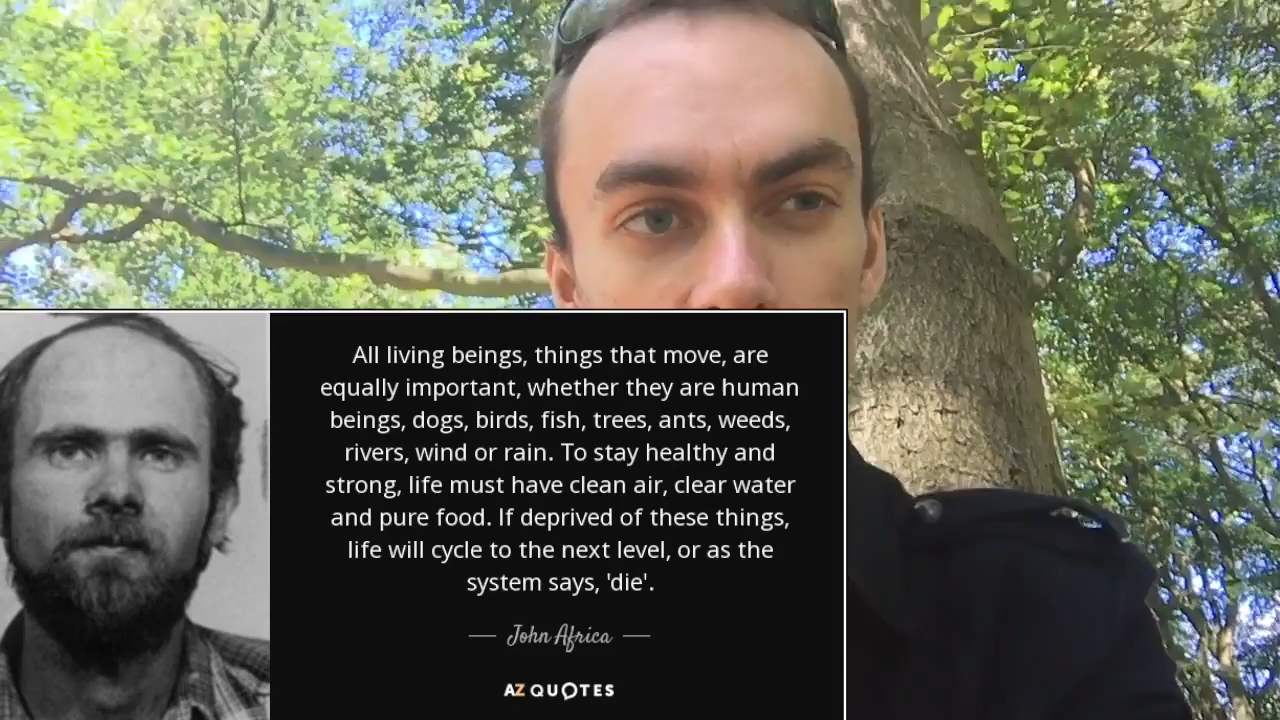 All living beings, things that move, are
equally important, whether they are human
beings, dogs, birds, fish, trees, ants, weeds,
rivers, wind or rain. To stay healthy and
strong, life must have clean air, clear water
and pure food. If deprived of these things,
life will cycle to the next level, or as the
system says, 'die'.
John Africa
AZ QUOTES